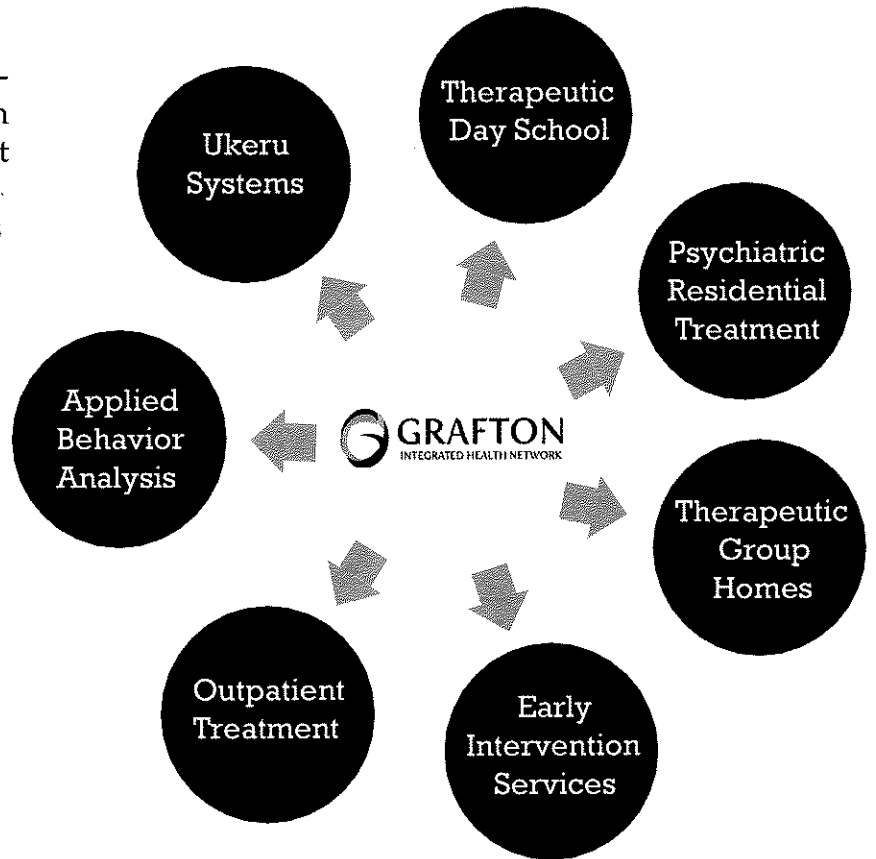 Therapeutic
Day School
Ukeru
Systems
Psychiatric
Residential
Treatment
Applied
Behavior
Analysis
GRAFTON
INTEGRATED HEALTH NETWORK
Therapeutic
Group
Homes
Outpatient
Treatment
Early
Intervention
Services